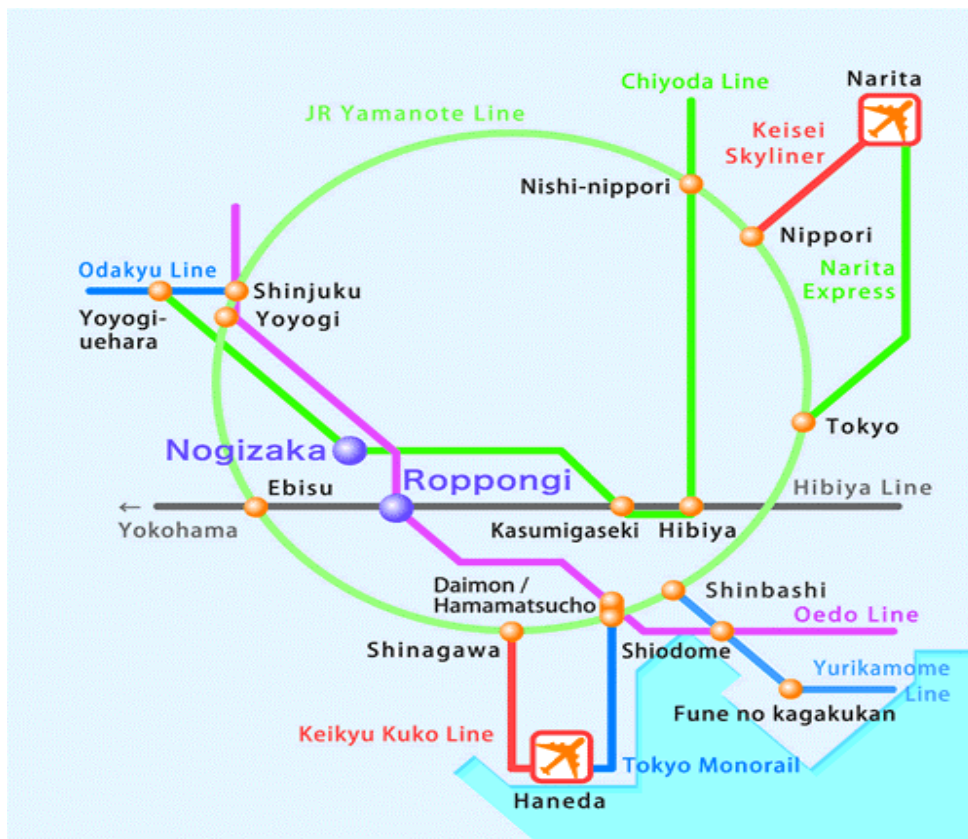 Chiyoda Line
Narita
JR Yamanote Line
Keisei
Skyliner
Nishi-nippori
Nippori
Odakyu Line
Shinjuku
Narita
Express
Yoyogi-
uehara
Yoyogi
Tokyo
Nogizaka
Roppongi
Ebisu
Hibiya Line
← Yokohama
Kasumigaseki
Hibiya
Daimon /
Hamamatsucho
Shinbashi
Oedo Line
Shinagawa
Shiodome
Yurikamome
Line
Fune no kagakukan
Keikyu Kuko Line
Tokyo Monorail
Haneda